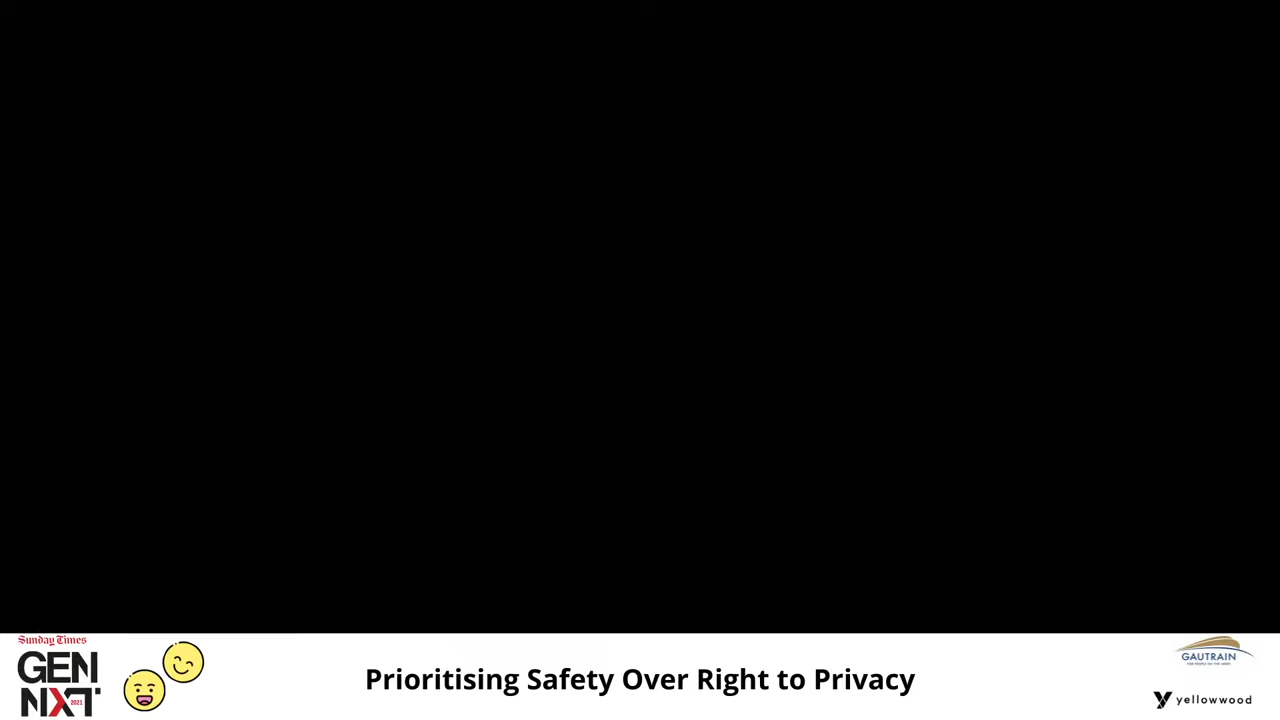 Sunday Times
GEN
NXT
2021
Prioritising Safety Over Right to Privacy
GAUTRAIN
yellowwood